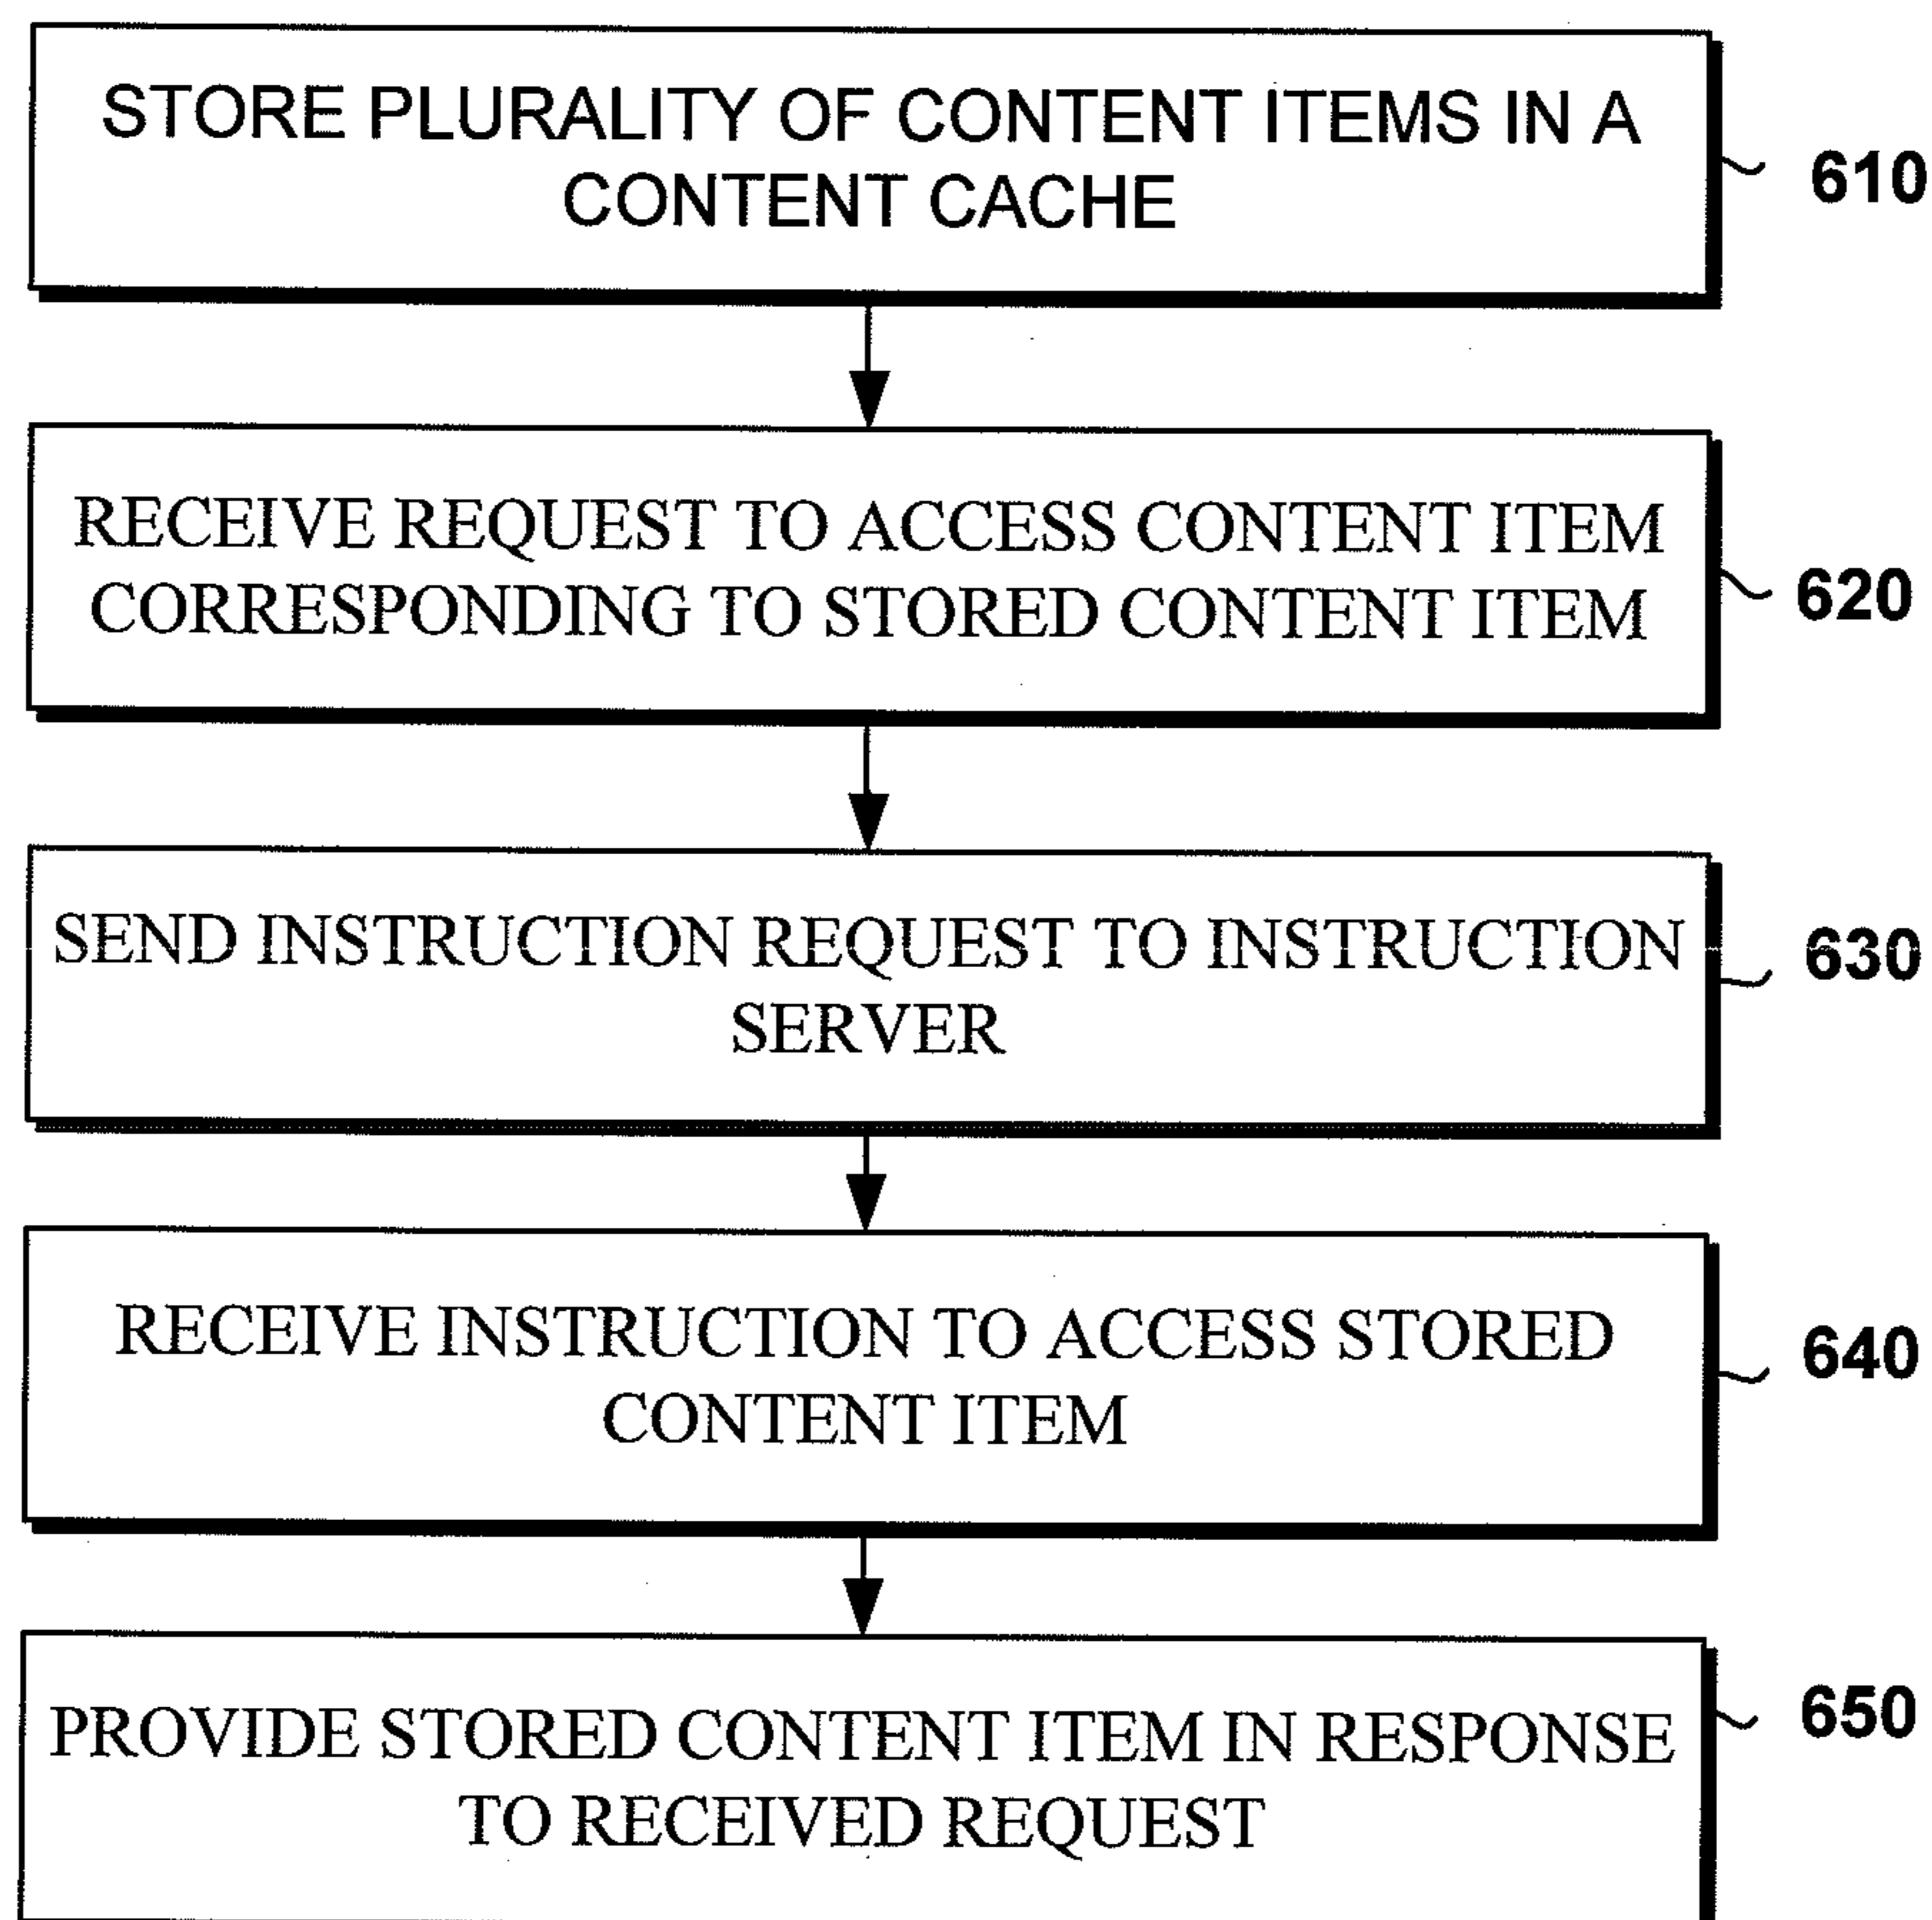 STORE PLURALITY OF CONTENT ITEMS IN A
CONTENT CACHE
610
RECEIVE REQUEST TO ACCESS CONTENT ITEM
CORRESPONDING TO STORED CONTENT ITEM
620
SEND INSTRUCTION REQUEST TO INSTRUCTION
SERVER
630
RECEIVE INSTRUCTION TO ACCESS STORED
CONTENT ITEM
640
PROVIDE STORED CONTENT ITEM IN RESPONSE
TO RECEIVED REQUEST
650